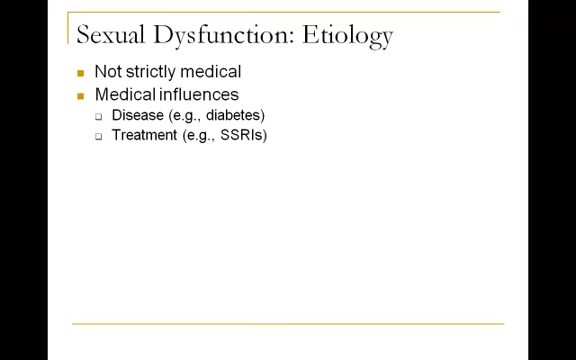 Sexual Dysfunction: Etiology
Not strictly medical
Medical influences
Disease (e.g., diabetes)
Treatment (e.g., SSRIs)